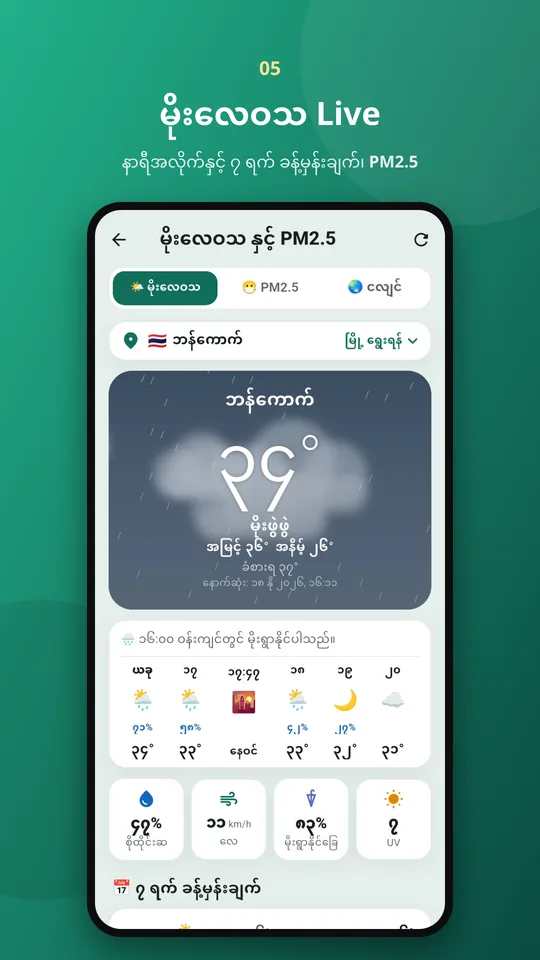 05
မိုးလေဝသ Live
နာရီအလိုက်နှင့် ၇ ရက် ခန့်မှန်းချက်၊ PM2.5
မိုးလေဝသ နှင့် PM2.5
မိုးလေဝသ PM2.5 ငလျင်
ဘန်ကောက် မြို့ ရွေးရန်
ဘန်ကောက်
၃၄°
မိုးဖွဲဖွဲ
အမြင့် ၃၆° အနိမ့် ၂၆°
ခံစားရ ၃၇°
နောက်ဆုံး: ၁၈ နို ၂၀၂၆, ၁၆:၁၁
၁၆:၀၀ ဝန်းကျင်တွင် မိုးရွာနိုင်ပါသည်။
ယခု ၁၇ ၁၇:၄၇ ၁၈ ၁၉ ၂၀
၇၁% ၅၈% ၄၂% ၂၇%
၃၄° ၃၃° နေဝင် ၃၃° ၃၂° ၃၁°
၄၇% ၁၁ km/h ၈၃% ၇
စိုထိုင်းဆ လေ မိုးရွာနိုင်ခြေ UV
၇ ရက် ခန့်မှန်းချက်